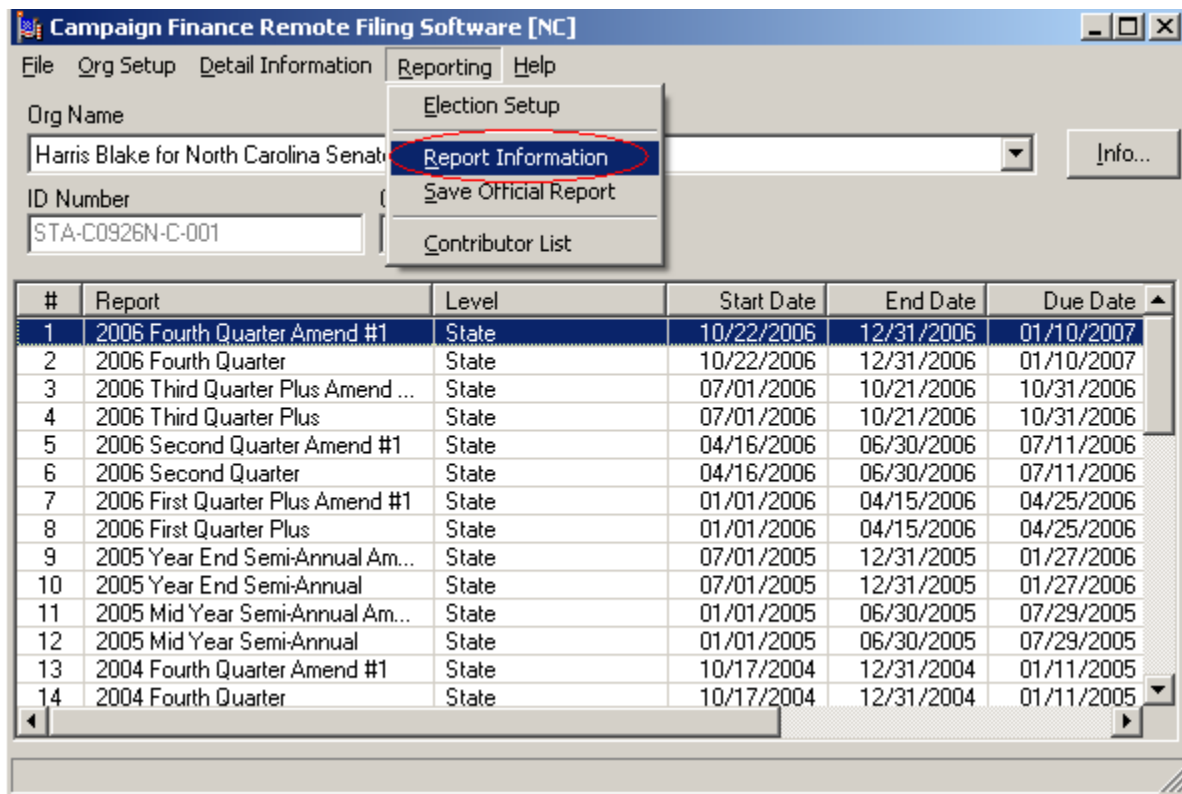 Campaign Finance Remote Filing Software [NC]
File Org Setup Detail Information Reporting Help
Election Setup
Report Information
Save Official Report
Contributor List
Org Name
Harris Blake for North Carolina
Info...
ID Number
STA-C0926N-C-001
# Report Level Start Date End Date Due Date
1 2006 Fourth Quarter Amend #1 State 10/22/2006 12/31/2006 01/10/2007
2 2006 Fourth Quarter State 10/22/2006 12/31/2006 01/10/2007
3 2006 Third Quarter Plus Amend ... State 07/01/2006 10/21/2006 10/31/2006
4 2006 Third Quarter Plus State 07/01/2006 10/21/2006 10/31/2006
5 2006 Second Quarter Amend #1 State 04/16/2006 06/30/2006 07/11/2006
6 2006 Second Quarter State 04/16/2006 06/30/2006 07/11/2006
7 2006 First Quarter Plus Amend #1 State 01/01/2006 04/15/2006 04/25/2006
8 2006 First Quarter Plus State 01/01/2006 04/15/2006 04/25/2006
9 2005 Year End Semi-Annual Am... State 07/01/2005 12/31/2005 01/27/2006
10 2005 Year End Semi-Annual State 07/01/2005 12/31/2005 01/27/2006
11 2005 Mid Year Semi-Annual Am... State 01/01/2005 06/30/2005 07/29/2005
12 2005 Mid Year Semi-Annual State 01/01/2005 06/30/2005 07/29/2005
13 2004 Fourth Quarter Amend #1 State 10/17/2004 12/31/2004 01/11/2005
14 2004 Fourth Quarter State 10/17/2004 12/31/2004 01/11/2005